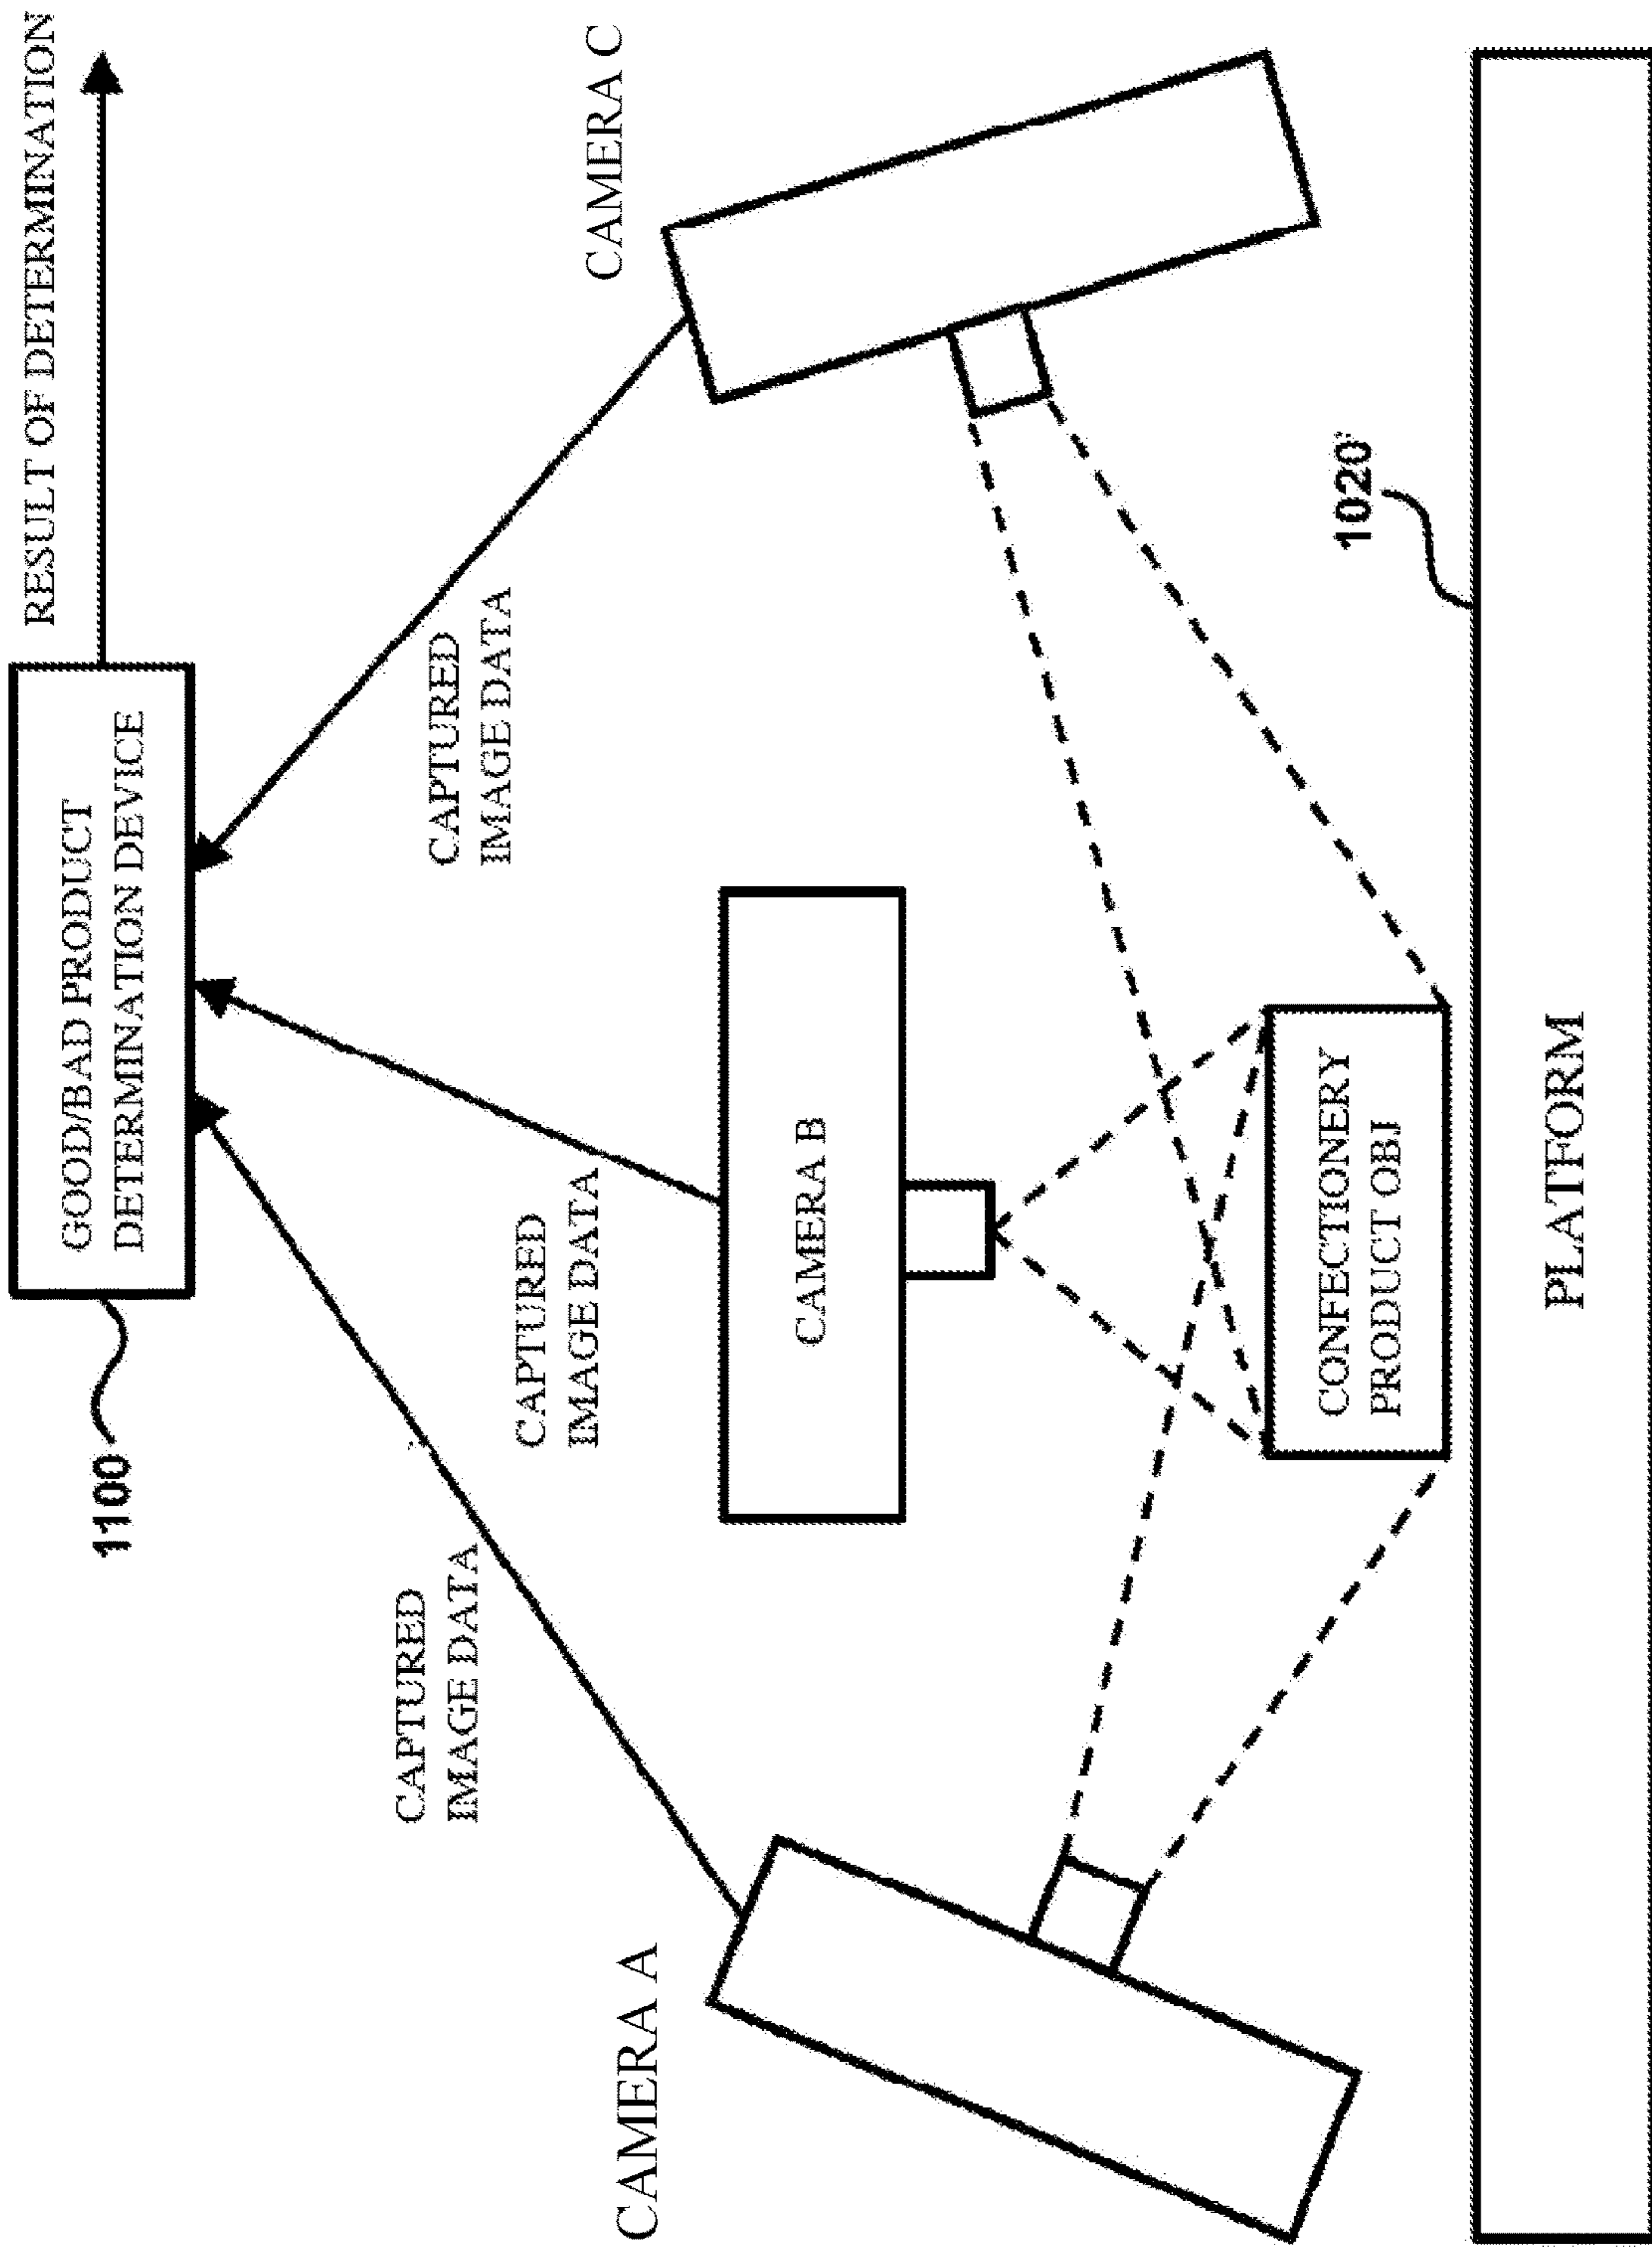 RESULT OF DETERMINATION
1100
GOOD/BAD PRODUCT
DETERMINATION DEVICE
CAPTURED
IMAGE DATA
CAPTURED
IMAGE DATA
CAPTURED
IMAGE DATA
CAMERA A
CAMERA B
CAMERA C
CONFECTIONERY
PRODUCT OBJ
1020'
PLATFORM